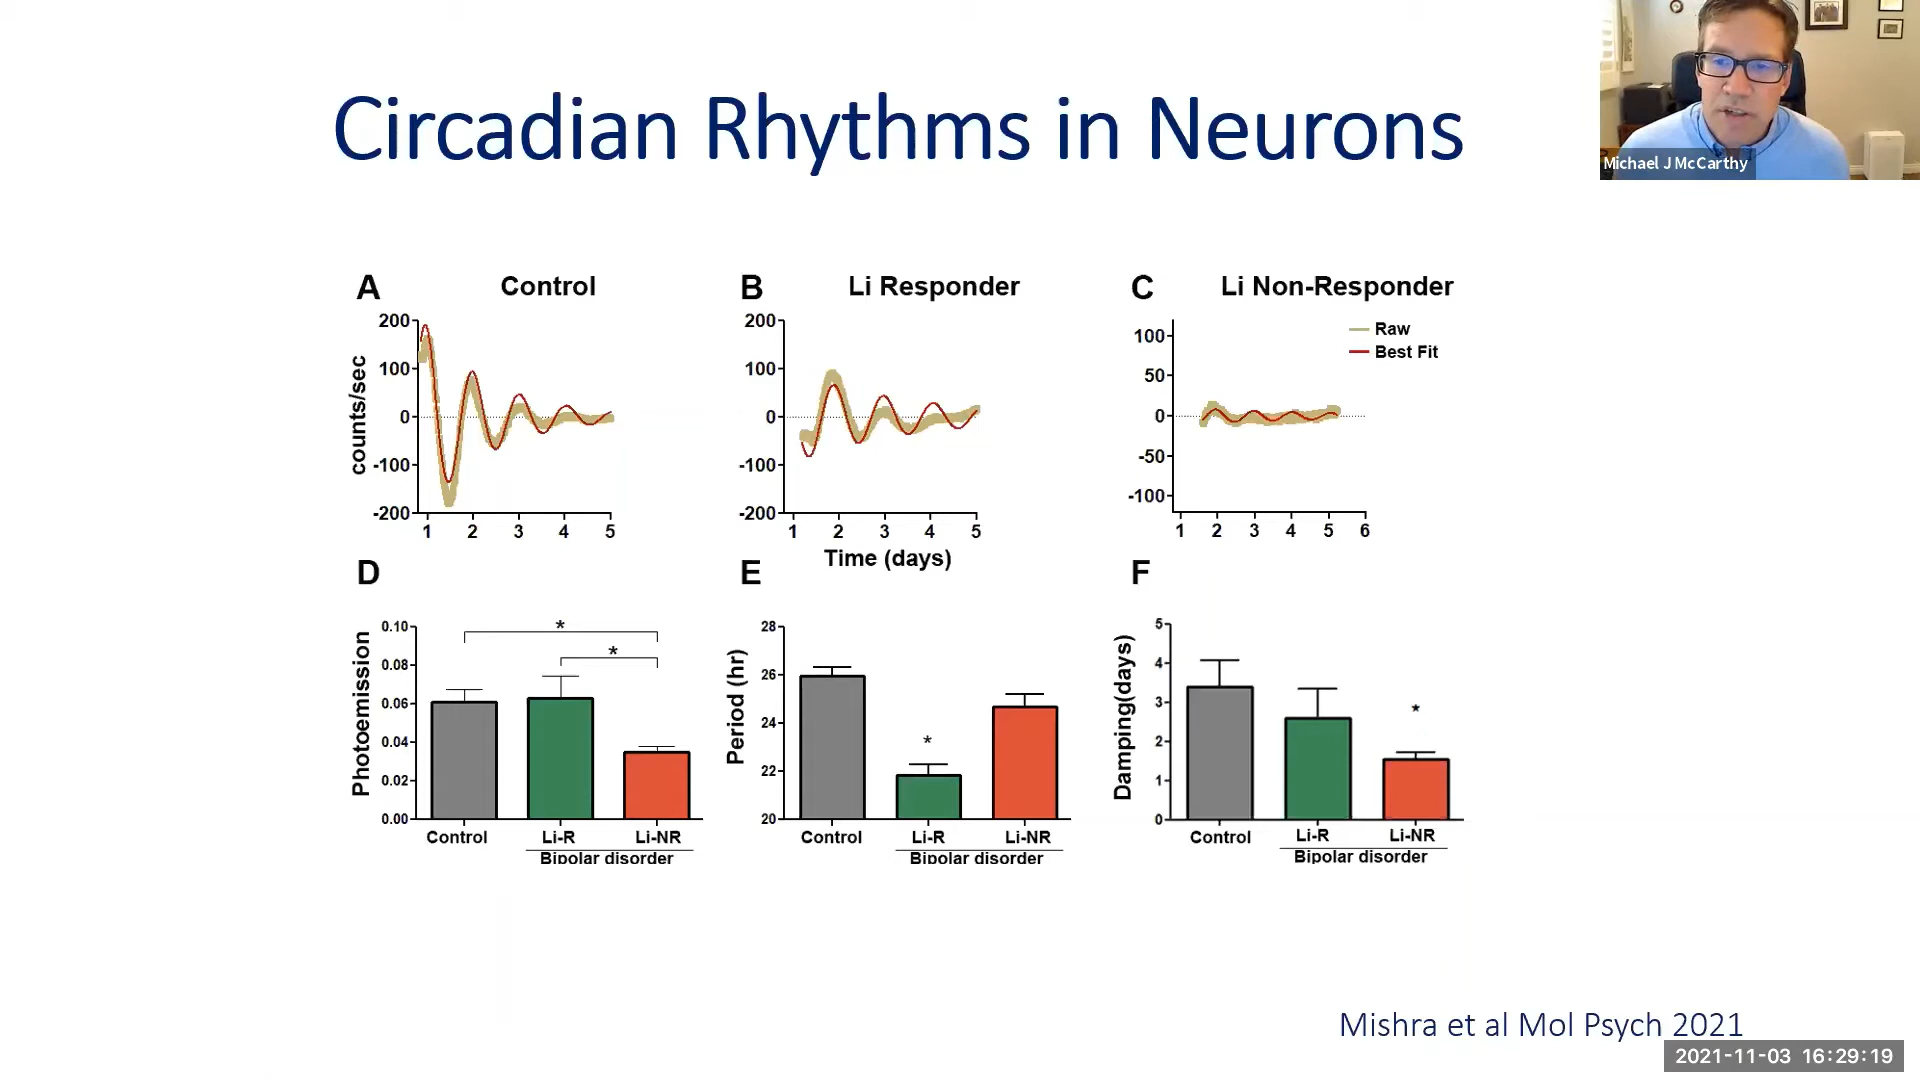 Circadian Rhythms in Neurons
Michael J McCarthy
A Control
B Li Responder
C Li Non-Responder
Raw
Best Fit
counts/sec
200
100
0
-100
-200
1 2 3 4 5
200
100
0
-100
-200
1 2 3 4 5
Time (days)
100
50
0
-50
-100
1 2 3 4 5 6
D
Photoemission
0.10
0.08
0.06
0.04
0.02
0.00
*
*
Control Li-R Li-NR
Bipolar disorder
E
Period (hr)
28
26
24
22
20
*
Control Li-R Li-NR
Bipolar disorder
F
Damping(days)
5
4
3
2
1
0
*
Control Li-R Li-NR
Bipolar disorder
Mishra et al Mol Psych 2021
2021-11-03 16:29:19